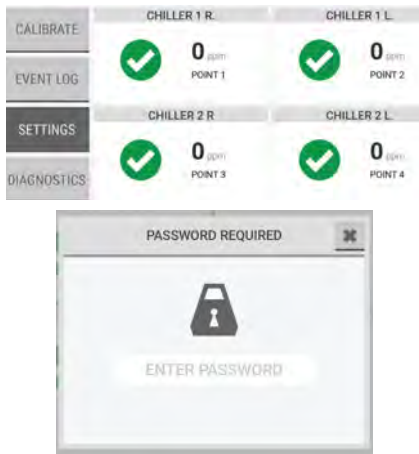 CALIBRATE
EVENT LOG
SETTINGS
DIAGNOSTICS
CHILLER 1 R.
0 ppm
POINT 1
CHILLER 1 L.
0 ppm
POINT 2
CHILLER 2 R
0 ppm
POINT 3
CHILLER 2 L.
0 ppm
POINT 4
PASSWORD REQUIRED
ENTER PASSWORD